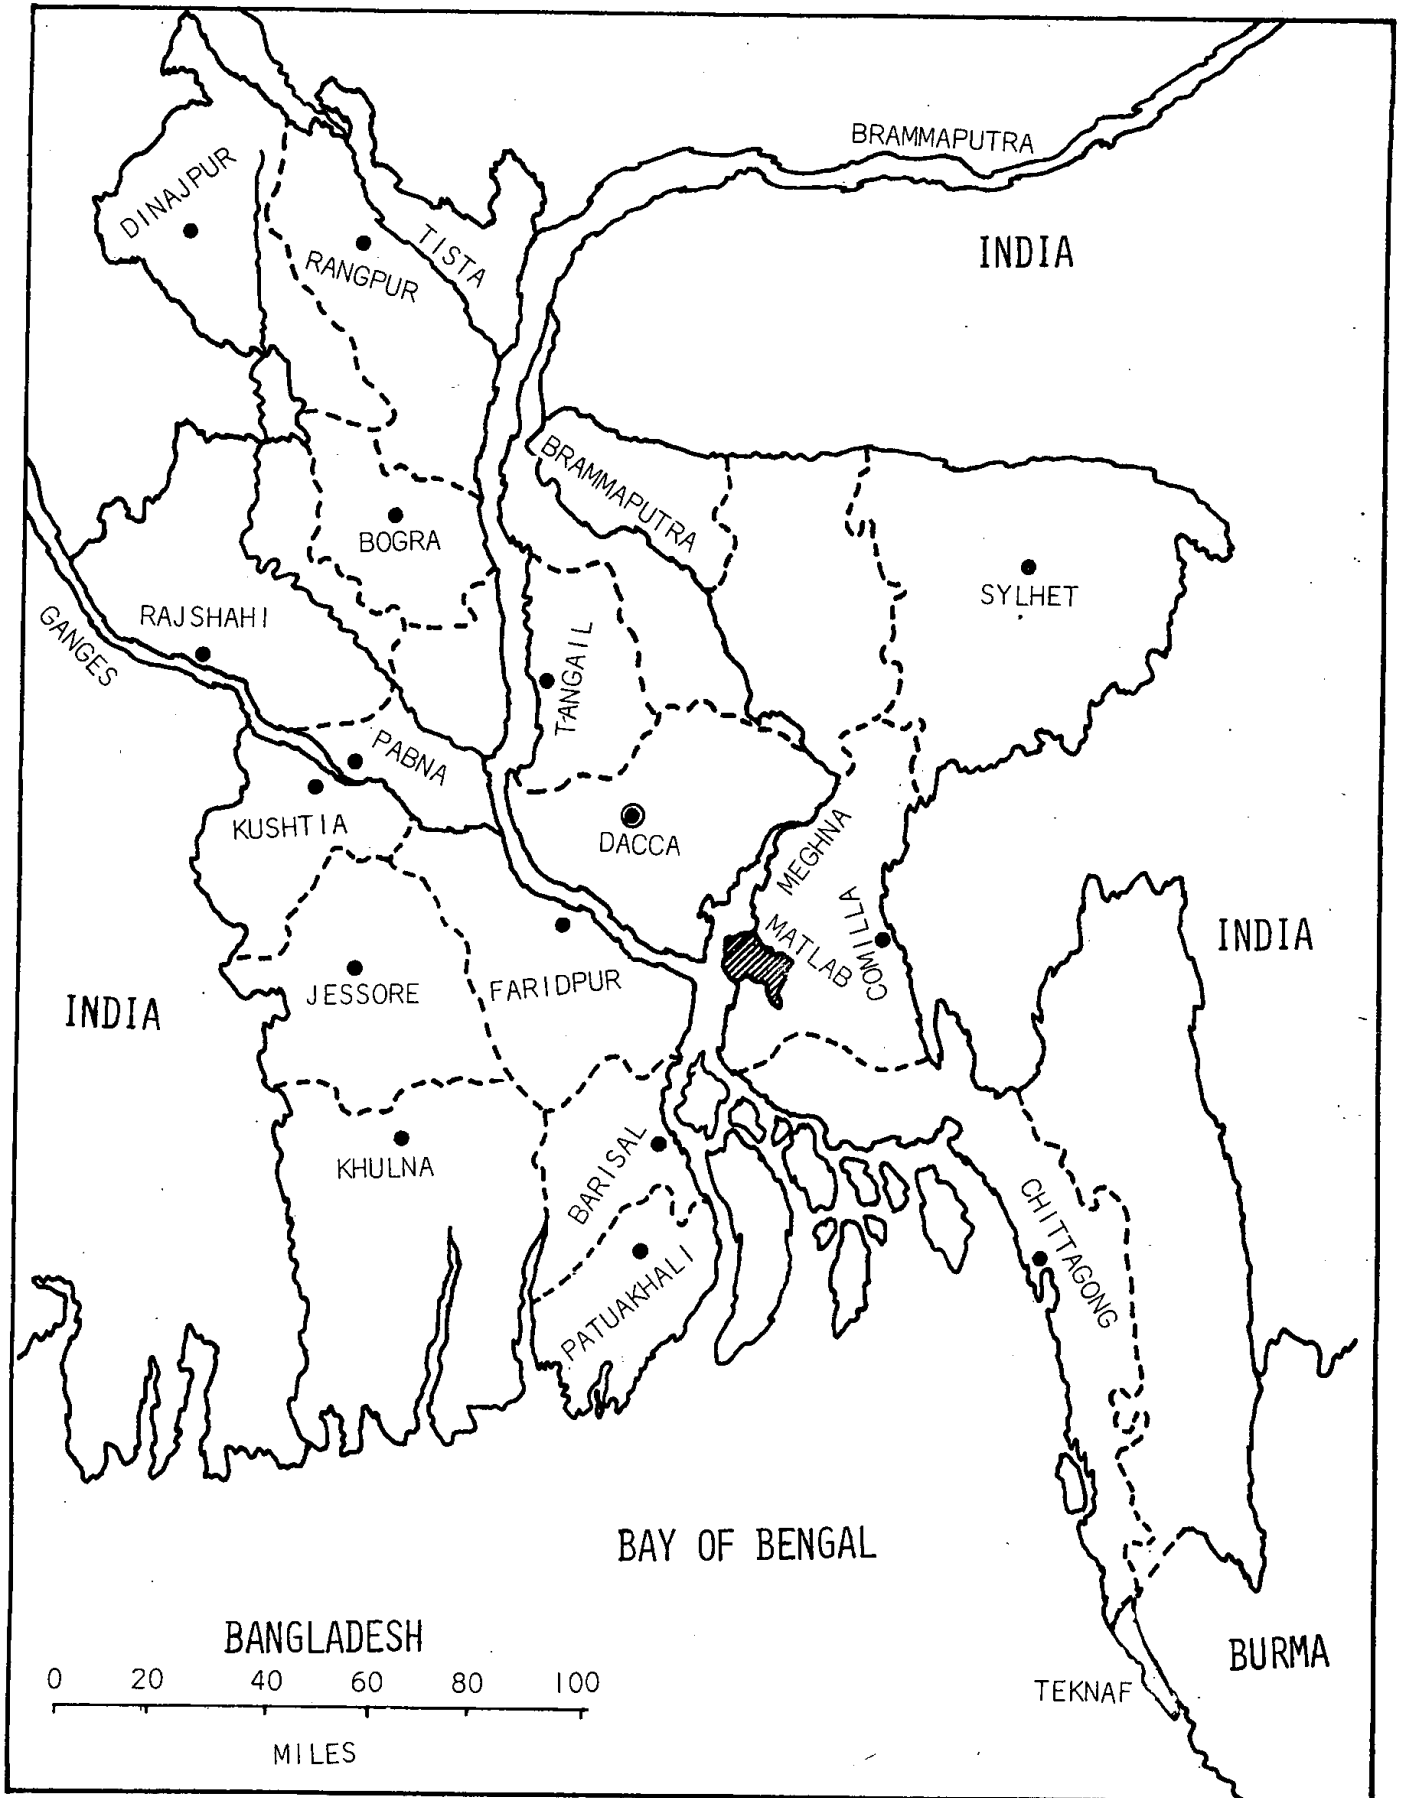 BRAMMAPUTRA
DINAJPUR
TISTA
INDIA
RANGPUR
BRAMMAPUTRA
BOGRA
SYLHET
RAJSHAHI
GANGES
TANGAIL
PABNA
KUSHTIA
DACCA
MEGHNA
MATLAB
COMILLA
INDIA
JESSORE
FARIDPUR
INDIA
KHULNA
BARISAL
CHITTAGONG
PATUAKHALI
BAY OF BENGAL
BANGLADESH
BURMA
0 20 40 60 80 100
TEKNAF
MILES